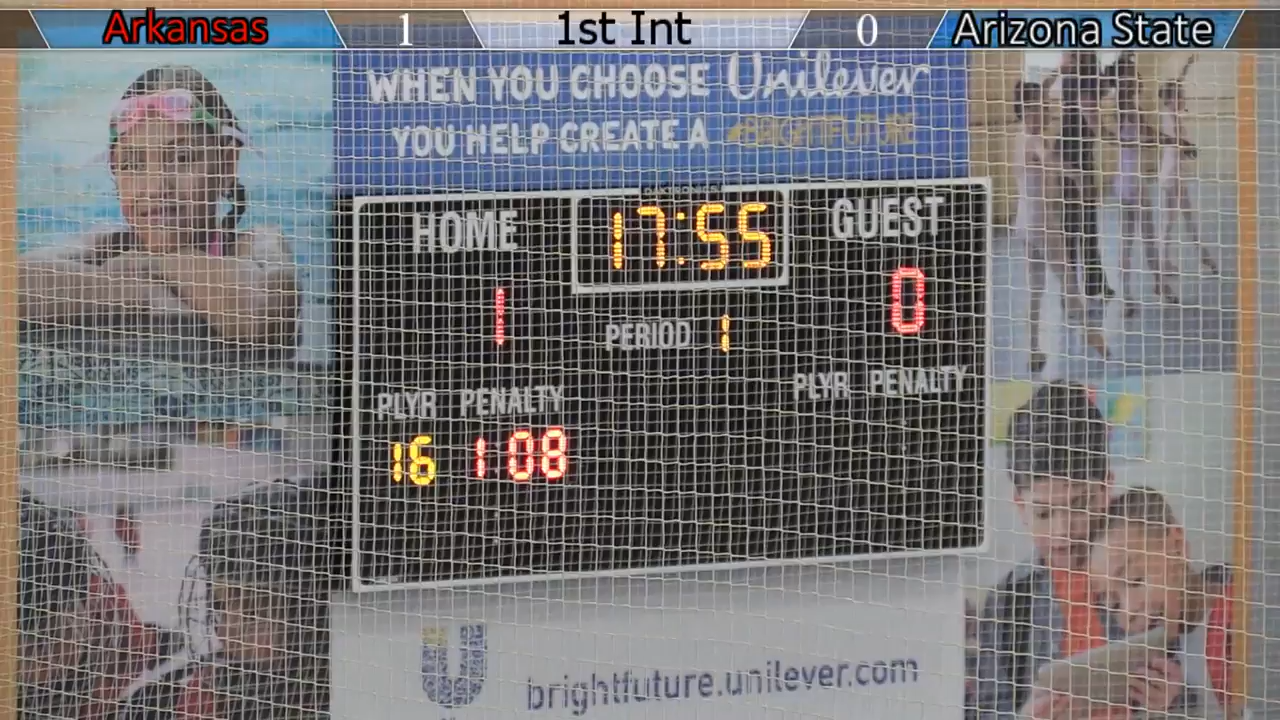 Arkansas 1 1st Int 0 Arizona State
WHEN YOU CHOOSE Unilever
YOU HELP CREATE A #BRIGHTFUTURE
HOME 17:55 GUEST
1 PERIOD 1 0
PLYR PENALTY PLYR PENALTY
16 1:08
U
brightfuture.unilever.com